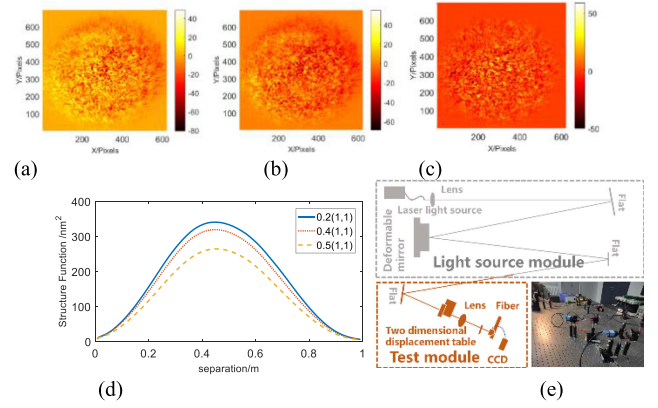 600
500
400
300
200
100
Y/Pixels
200 400 600
X/Pixels
40
20
0
-20
-40
-60
-80
(a)
600
500
400
300
200
100
Y/Pixels
200 400 600
X/Pixels
40
20
0
-20
-40
-60
(b)
600
500
400
300
200
100
Y/Pixels
200 400 600
X/Pixels
50
0
-50
(c)
Structure Function /nm²
400
300
200
100
0
0 0.2 0.4 0.6 0.8 1
separation/m
0.2(1,1)
0.4(1,1)
0.5(1,1)
(d)
Lens
Laser light source
Flat
Deformable
mirror
Flat
Light source module
Flat
Lens Fiber
Two dimensional
displacement table
Test module CCD
(e)